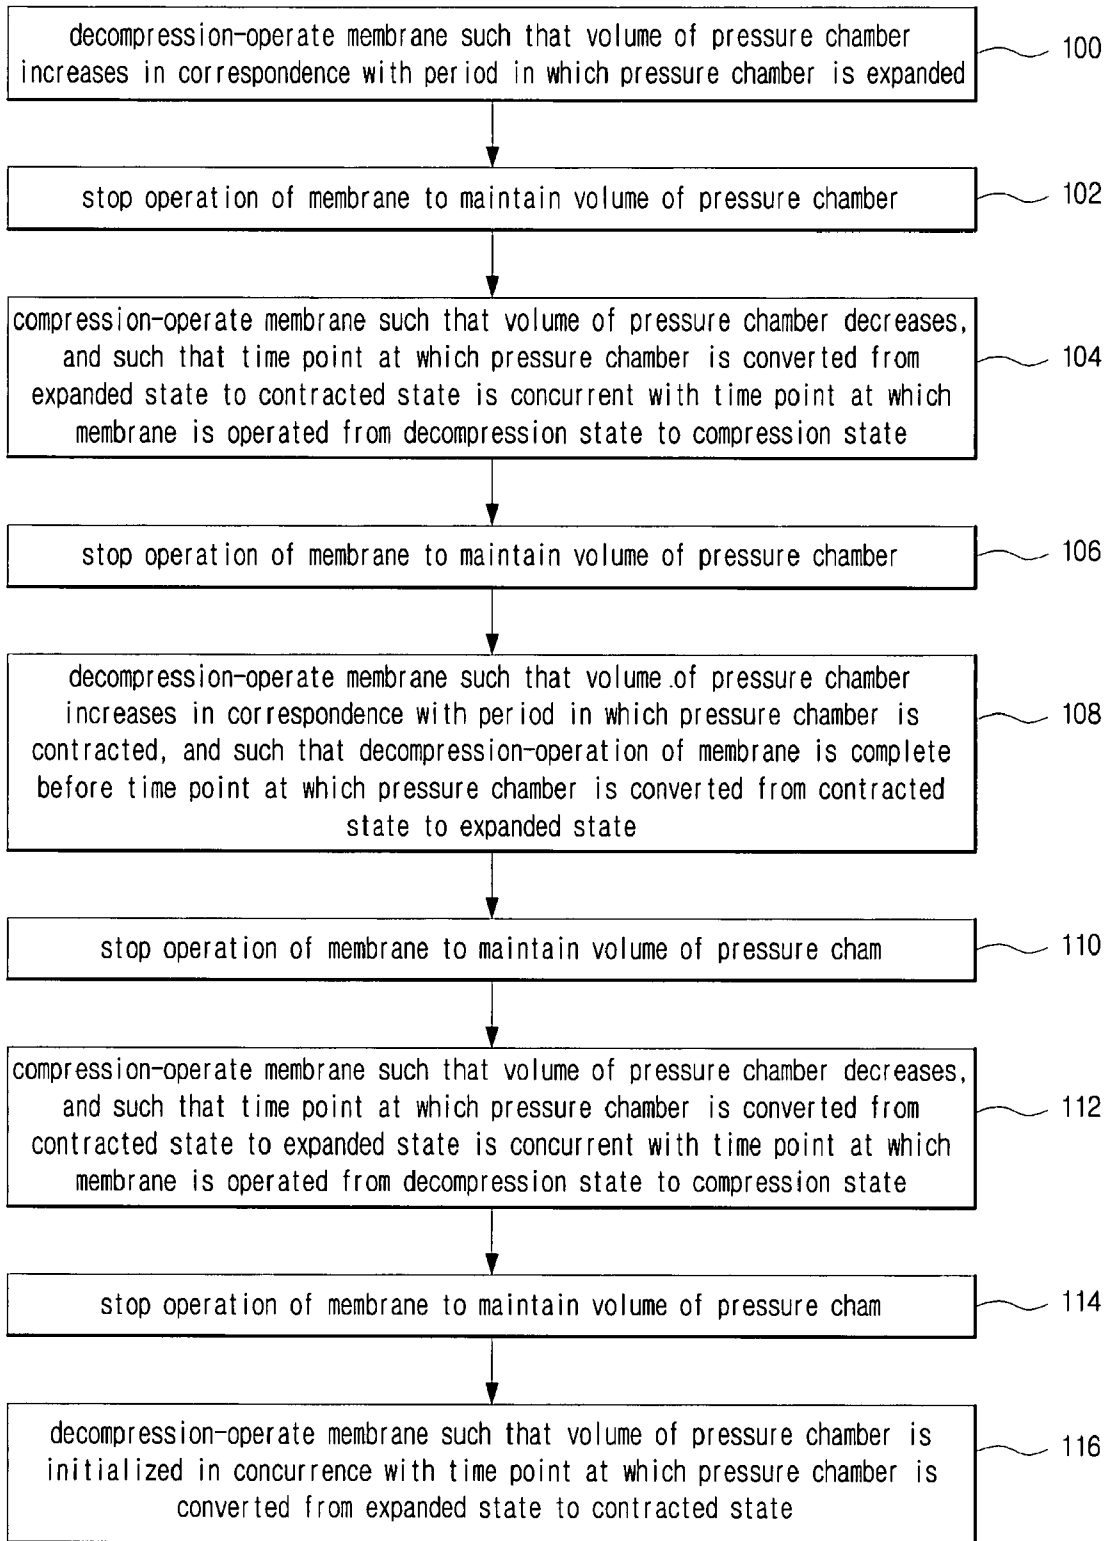 decompression-operate membrane such that volume of pressure chamber
increases in correspondence with period in which pressure chamber is expanded
100
stop operation of membrane to maintain volume of pressure chamber
102
compression-operate membrane such that volume of pressure chamber decreases,
and such that time point at which pressure chamber is converted from
expanded state to contracted state is concurrent with time point at which
membrane is operated from decompression state to compression state
104
stop operation of membrane to maintain volume of pressure chamber
106
decompression-operate membrane such that volume .of pressure chamber
increases in correspondence with period in which pressure chamber is
contracted, and such that decompression-operation of membrane is complete
before time point at which pressure chamber is converted from contracted
state to expanded state
108
stop operation of membrane to maintain volume of pressure cham
110
compression-operate membrane such that volume of pressure chamber decreases,
and such that time point at which pressure chamber is converted from
contracted state to expanded state is concurrent with time point at which
membrane is operated from decompression state to compression state
112
stop operation of membrane to maintain volume of pressure cham
114
decompression-operate membrane such that volume of pressure chamber is
initialized in concurrence with time point at which pressure chamber is
converted from expanded state to contracted state
116